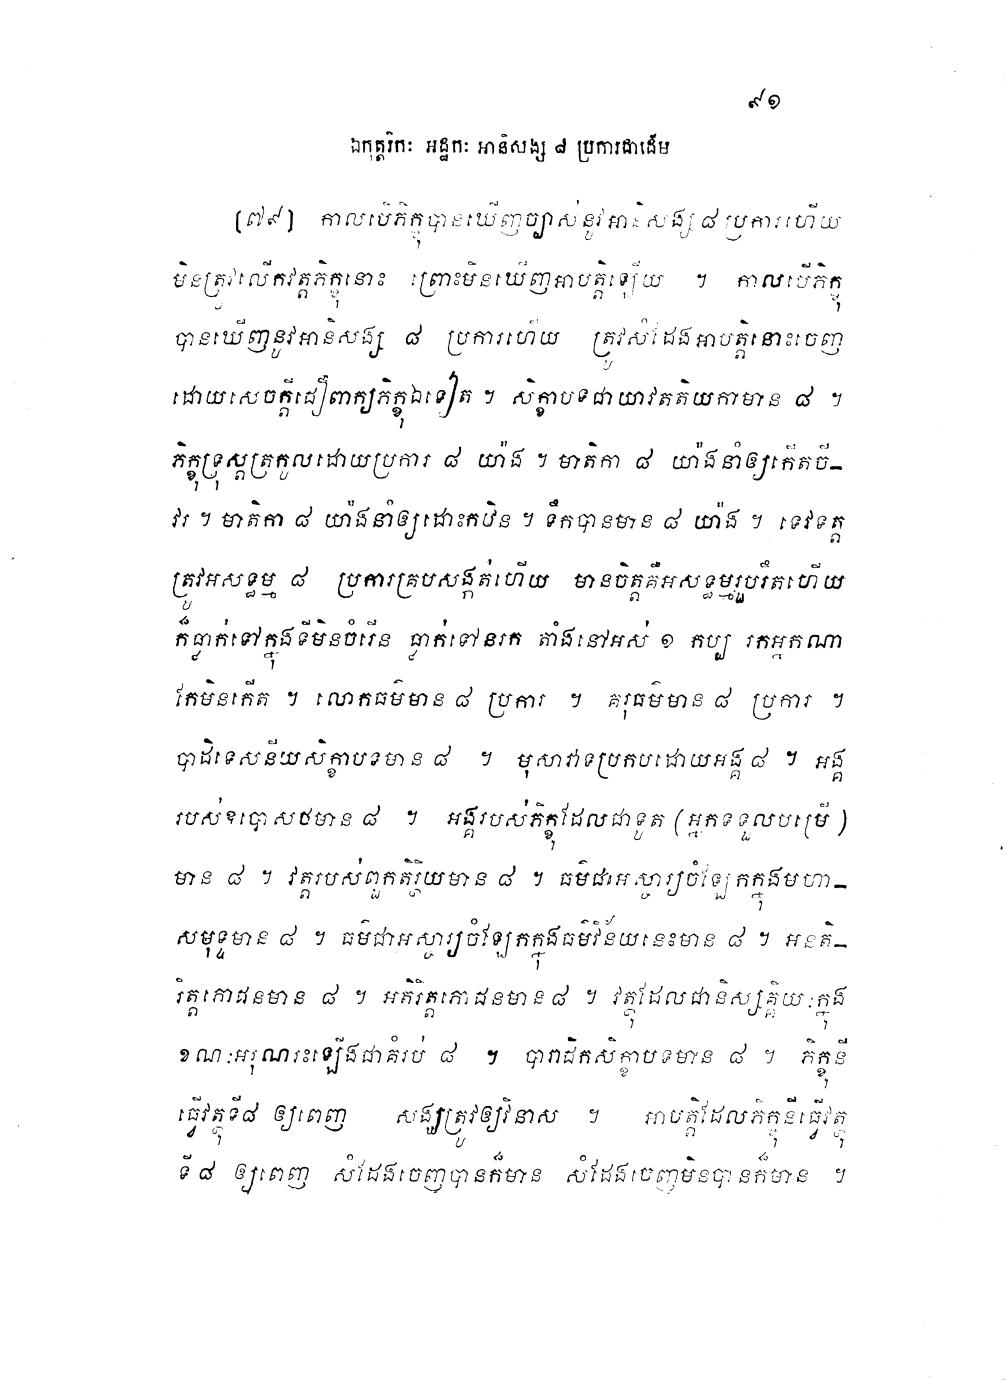 ៩១
ឯកុត្តរិកៈ អដ្ឋកៈ អានិសង្ស ៨ ប្រការជាដើម
[៧៩] កាលបើភិក្ខុបានឃើញច្បាស់នូវអានិសង្ស ៨ ប្រការហើយ
មិនត្រូវលើកវត្តភិក្ខុនោះ ព្រោះមិនឃើញអាបត្តិឡើយ ។ កាលបើភិក្ខុ
បានឃើញនូវអានិសង្ស ៨ ប្រការហើយ ត្រូវសំដែងអាបត្តិនោះចេញ
ដោយសេចក្តីជឿពាក្យភិក្ខុឯទៀត ។ សិក្ខាបទជាយាវតតិយកាមាន ៨ ។
ភិក្ខុទ្រុស្តត្រកូលដោយប្រការ ៨ យ៉ាង ។ មាតិកា ៨ យ៉ាងនាំឲ្យកើតចី–
វរ ។ មាតិកា ៨ យ៉ាងនាំឲ្យដោះកឋិន ។ ទឹកបានមាន ៨ យ៉ាង ។ ទេវទត្ត
ត្រូវអសទ្ធម្ម ៨ ប្រការគ្របសង្កត់ហើយ មានចិត្តគឺអសទ្ធម្មរួបរឹតហើយ
ក៏ធ្លាក់ទៅក្នុងទីមិនចំរើន ធ្លាក់ទៅនរក តាំងនៅអស់ ១ កប្ប រកអ្នកណា
កែមិនកើត ។ លោកធម៌មាន ៨ ប្រការ ។ គរុធម៌មាន ៨ ប្រការ ។
បាដិទេសនីយសិក្ខាបទមាន ៨ ។ មុសាវាទប្រកបដោយអង្គ ៨ ។ អង្គ
របស់ឧបោសថមាន ៨ ។ អង្គរបស់ភិក្ខុដែលជាទូត (អ្នកទទួលបម្រើ)
មាន ៨ ។ វត្តរបស់ពួកតិរ្ថិយមាន ៨ ។ ធម៌ជាអស្ចារ្យចំឡែកក្នុងមហា–
សមុទ្ទមាន ៨ ។ ធម៌ជាអស្ចារ្យចំឡែកក្នុងធម៌វិន័យនេះមាន ៨ ។ អនតិ–
រិត្តភោជនមាន ៨ ។ អតិរិត្តភោជនមាន ៨ ។ វត្ថុដែលជានិស្សគ្គិយៈក្នុង
ខណៈអរុណរះឡើងជាគំរប់ ៨ ។ បារាជិកសិក្ខាបទមាន ៨ ។ ភិក្ខុនី
ធ្វើវត្ថុទី៨ ឲ្យពេញ សង្ឃត្រូវឲ្យវិនាស ។ អាបត្តិដែលភិក្ខុនីធ្វើវត្ថុ
ទី ៨ ឲ្យពេញ សំដែងចេញបានក៏មាន សំដែងចេញមិនបានក៏មាន ។